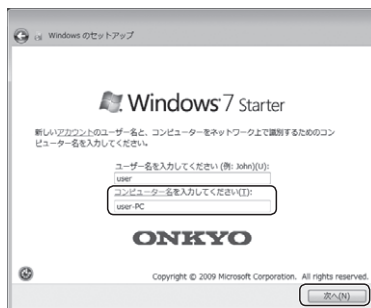 Windows のセットアップ
Windows 7 Starter
新しいアカウントのユーザー名と、コンピューターをネットワーク上で識別するためのコン
ピューター名を入力してください。
ユーザー名を入力してください (例: John)(U):
user
コンピューター名を入力してください(T):
user-PC
ONKYO
Copyright © 2009 Microsoft Corporation. All rights reserved.
次へ(N)